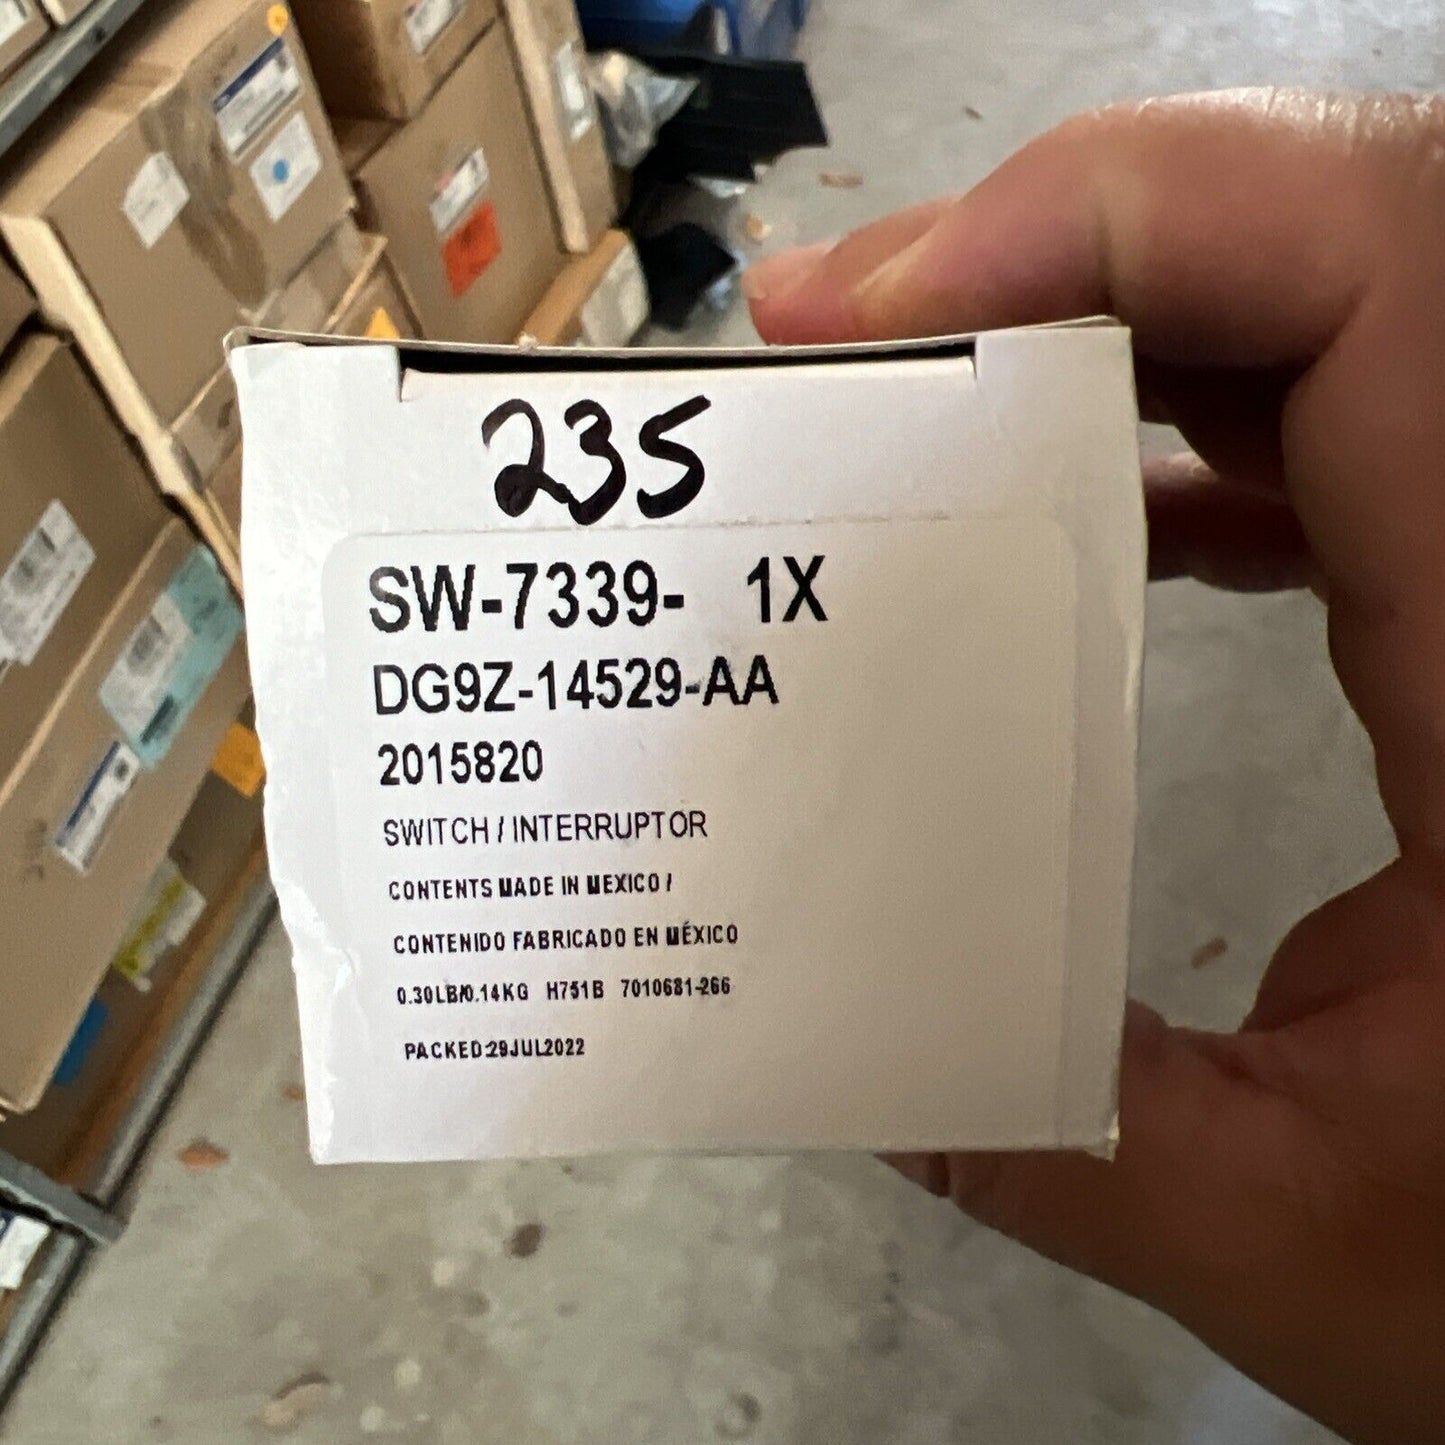 235
SW-7339- 1X
DG9Z-14529-AA
2015820
SWITCH / INTERRUPTOR
CONTENTS MADE IN MEXICO /
CONTENIDO FABRICADO EN MÉXICO
0.30LB/0.14KG H751B 7010681-266
PACKED:29JUL2022